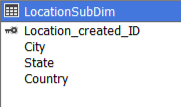 LocationSubDim
Location_created_ID
City
State
Country